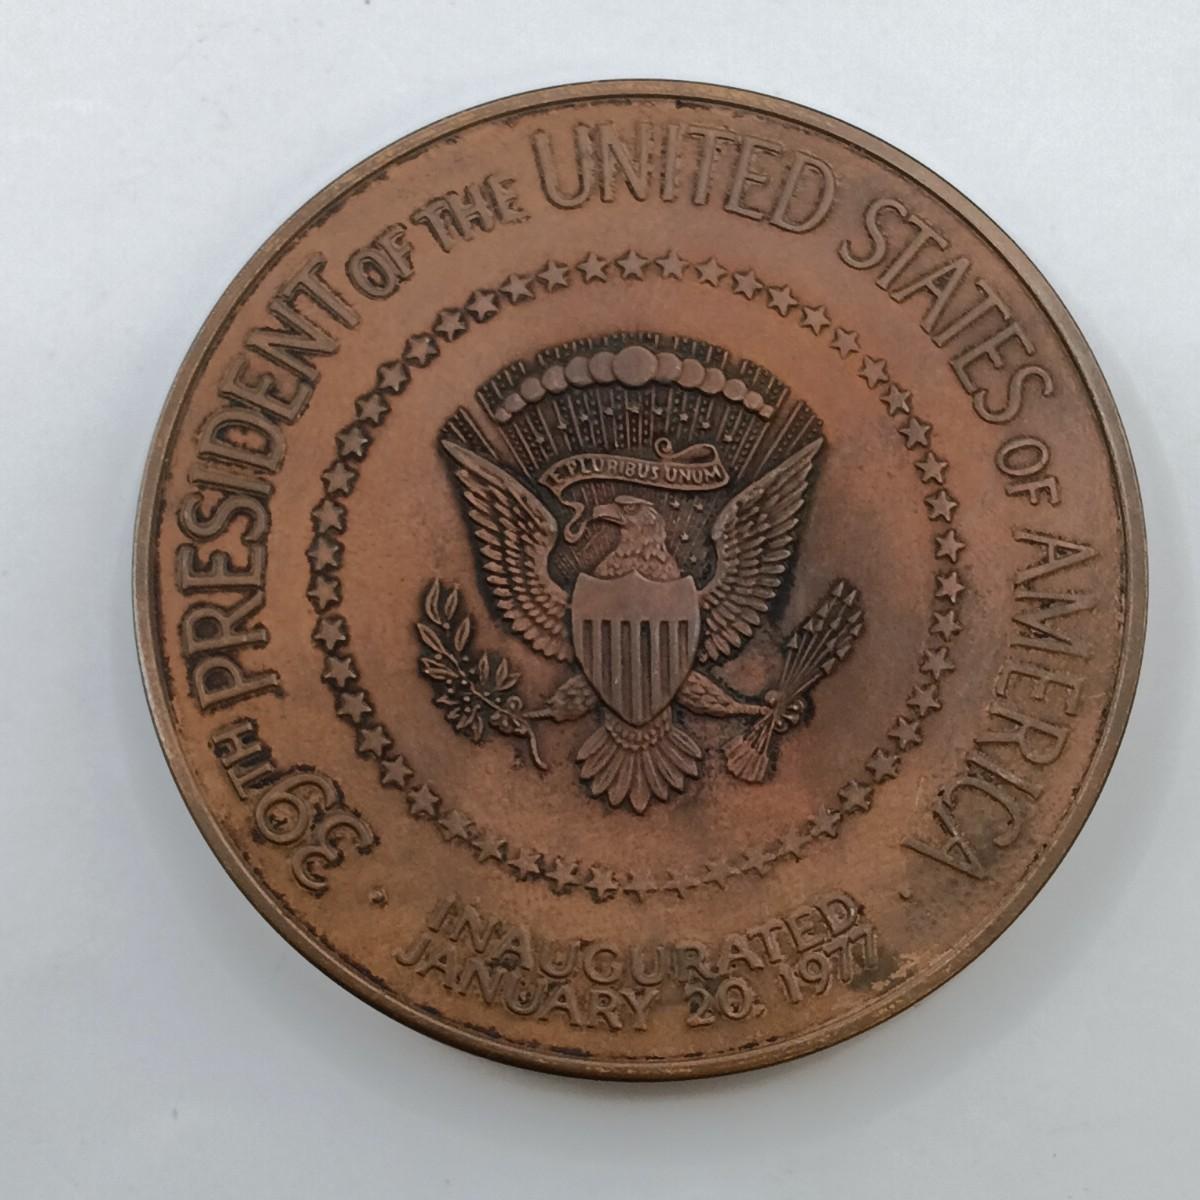 39TH PRESIDENT OF THE UNITED STATES OF AMERICA
E PLURIBUS UNUM
· INAUGURATED ·
JANUARY 20, 1977